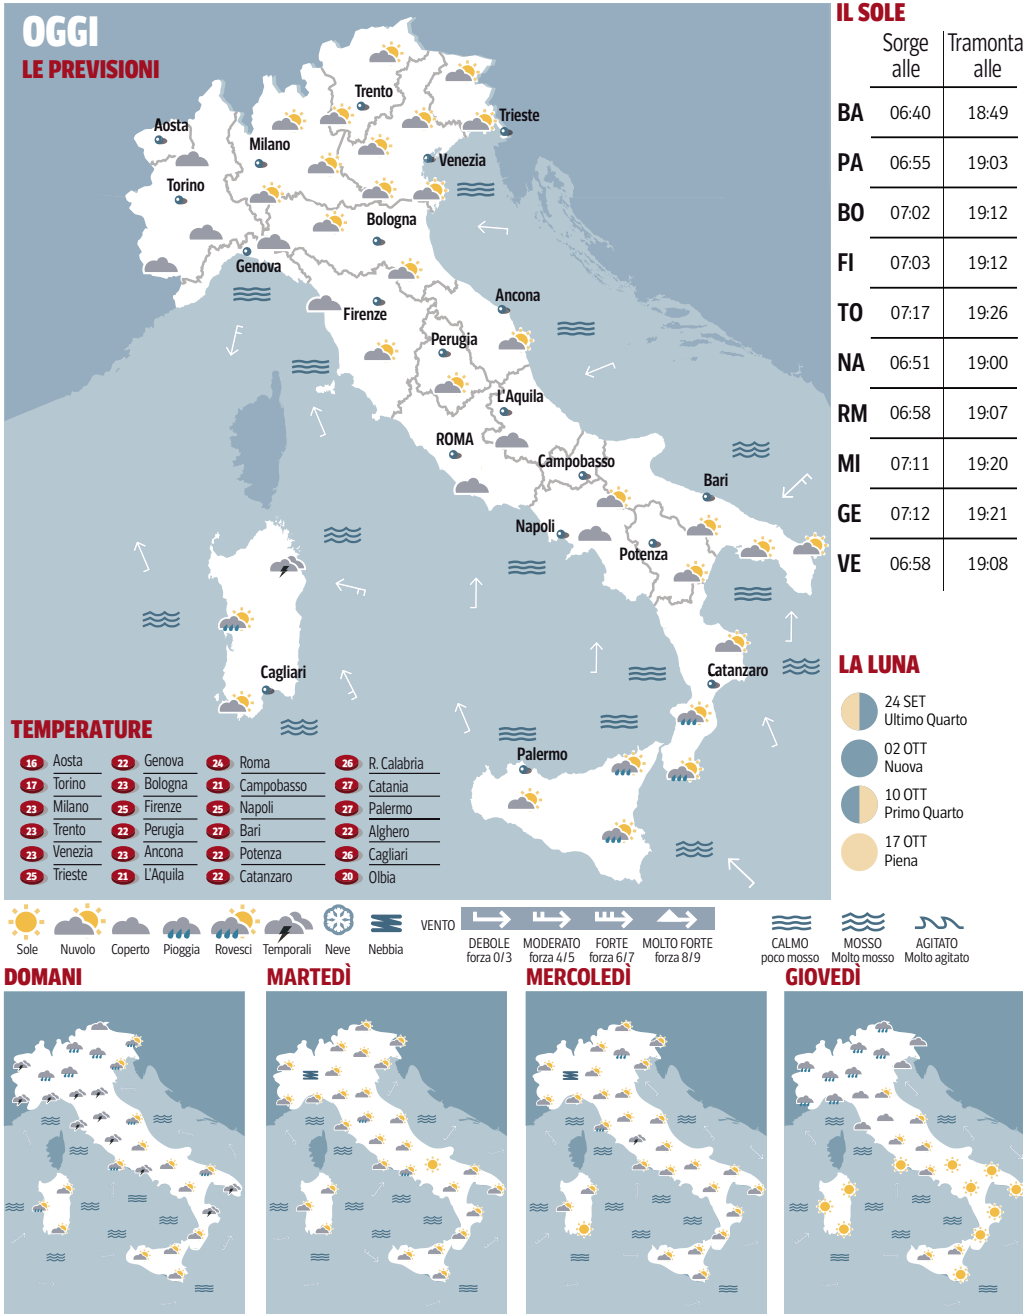 OGGI
LE PREVISIONI
Trento
Trieste
Aosta
Milano
Venezia
Torino
Bologna
Genova
Ancona
Firenze
Perugia
L'Aquila
ROMA
Campobasso
Bari
Napoli
Potenza
Cagliari
Catanzaro
Palermo
TEMPERATURE
16 Aosta
17 Torino
23 Milano
23 Trento
23 Venezia
25 Trieste
22 Genova
23 Bologna
25 Firenze
22 Perugia
23 Ancona
21 L'Aquila
24 Roma
21 Campobasso
25 Napoli
27 Bari
22 Potenza
22 Catanzaro
26 R. Calabria
27 Catania
27 Palermo
22 Alghero
26 Cagliari
20 Olbia
IL SOLE
Sorge alle
Tramonta alle
BA 06:40 18:49
PA 06:55 19:03
BO 07:02 19:12
FI 07:03 19:12
TO 07:17 19:26
NA 06:51 19:00
RM 06:58 19:07
MI 07:11 19:20
GE 07:12 19:21
VE 06:58 19:08
LA LUNA
24 SET
Ultimo Quarto
02 OTT
Nuova
10 OTT
Primo Quarto
17 OTT
Piena
Sole
Nuvolo
Coperto
Pioggia
Rovesci
Temporali
Neve
Nebbia
VENTO
DEBOLE
forza 0/3
MODERATO
forza 4/5
FORTE
forza 6/7
MOLTO FORTE
forza 8/9
CALMO
poco mosso
MOSSO
Molto mosso
AGITATO
Molto agitato
DOMANI
MARTEDÌ
MERCOLEDÌ
GIOVEDÌ